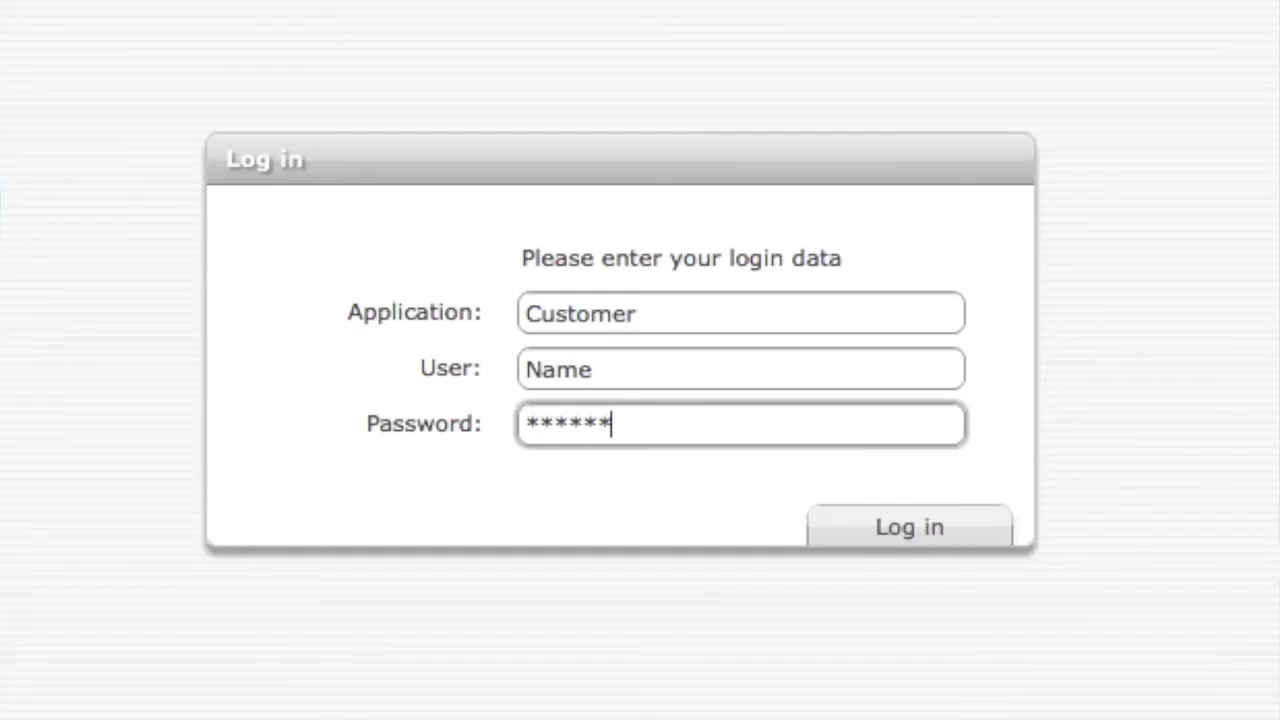 Log in
Please enter your login data
Application: Customer
User: Name
Password: ******
Log in